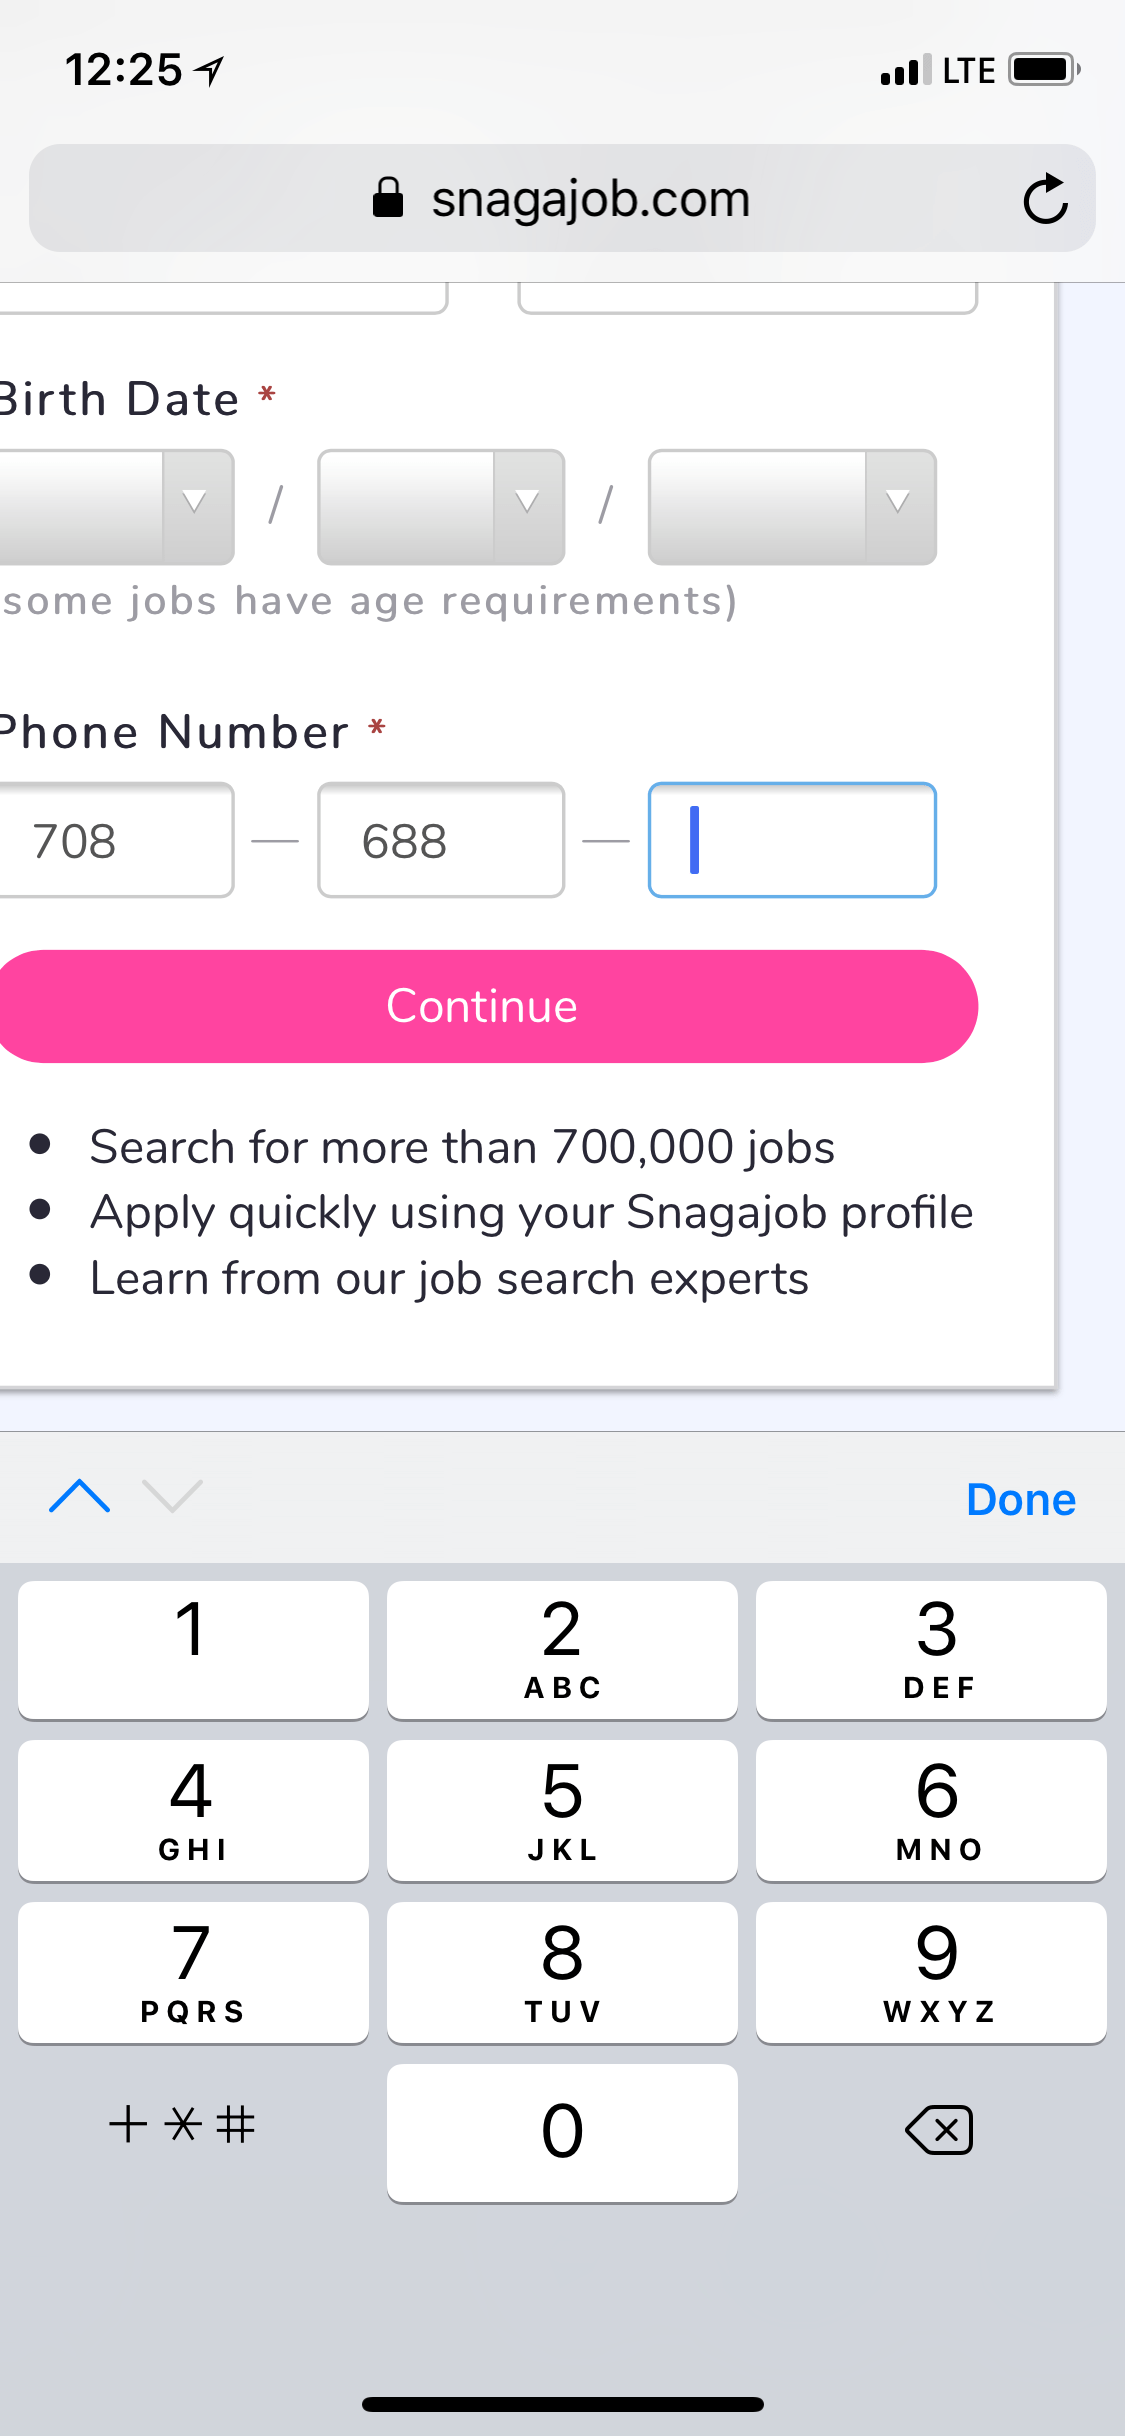 12:25 LTE
snagajob.com
Birth Date *
/ /
some jobs have age requirements)
Phone Number *
708 — 688 —
Continue
• Search for more than 700,000 jobs
• Apply quickly using your Snagajob profile
• Learn from our job search experts
Done
1 2 3
ABC DEF
4 5 6
GHI JKL MNO
7 8 9
PQRS TUV WXYZ
+*# 0